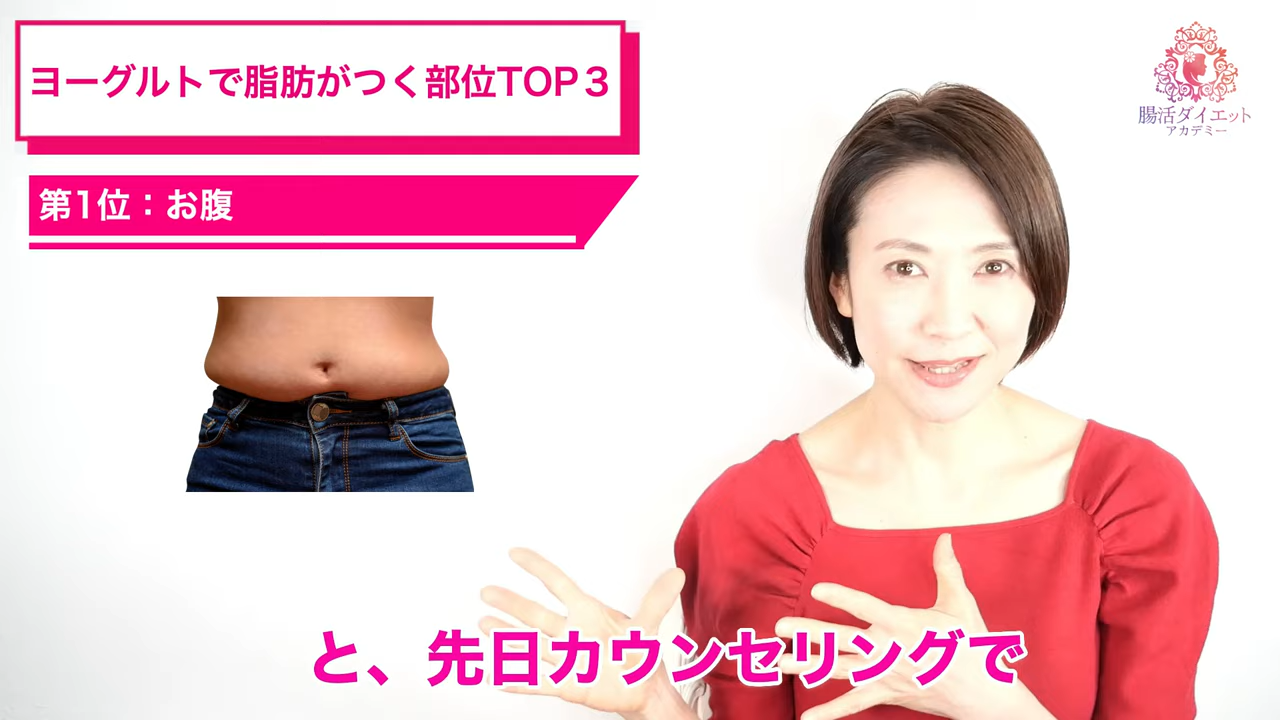 ヨーグルトで脂肪がつく部位TOP３
腸活ダイエット
アカデミー
第1位：お腹
と、先日カウンセリングで